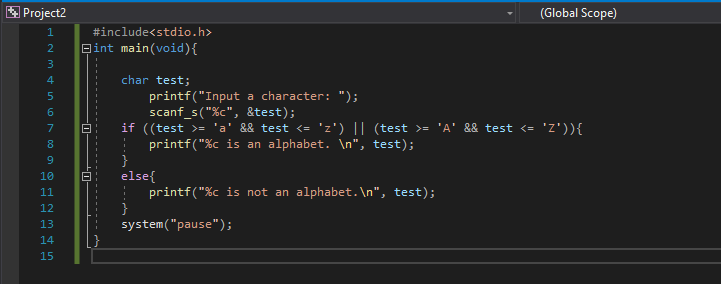 Project2 (Global Scope)
1 #include<stdio.h>
2 int main(void){
3
4 char test;
5 printf("Input a character: ");
6 scanf_s("%c", &test);
7 if ((test >= 'a' && test <= 'z') || (test >= 'A' && test <= 'Z')){
8 printf("%c is an alphabet. \n", test);
9 }
10 else{
11 printf("%c is not an alphabet.\n", test);
12 }
13 system("pause");
14 }
15